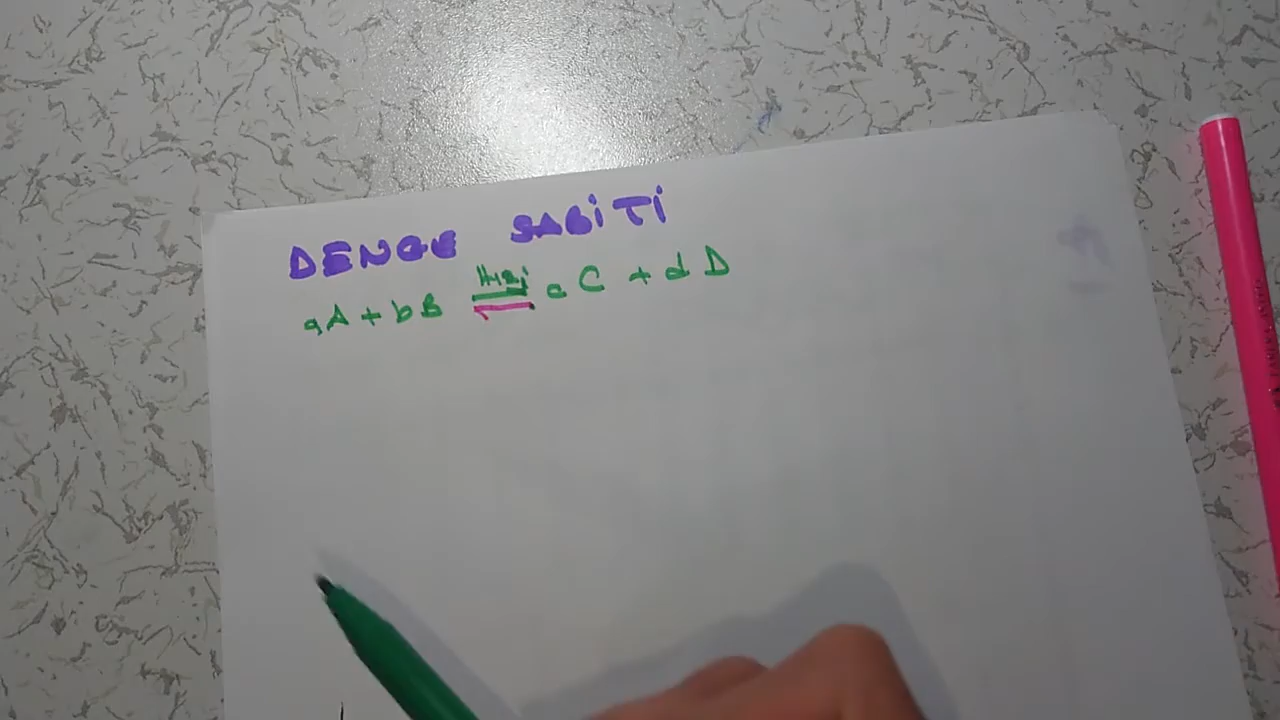 DENGE SABİTİ
aA + bB ⇌ cC + dD